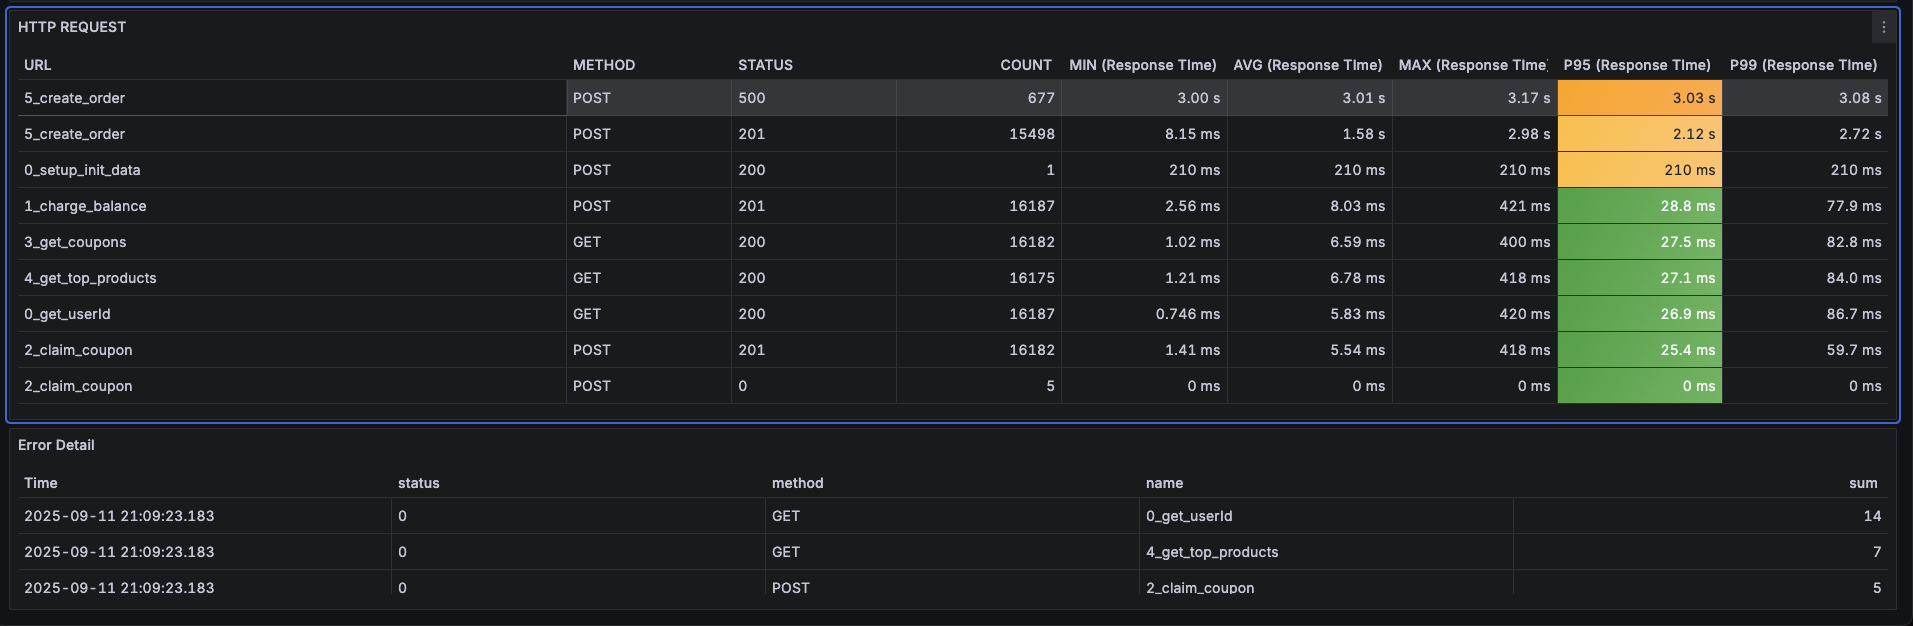 HTTP REQUEST
URL METHOD STATUS COUNT MIN (Response TIme) AVG (Response TIme) MAX (Response TIme) P95 (Response TIme) P99 (Response TIme)
5_create_order POST 500 677 3.00 s 3.01 s 3.17 s 3.03 s 3.08 s
5_create_order POST 201 15498 8.15 ms 1.58 s 2.98 s 2.12 s 2.72 s
0_setup_init_data POST 200 1 210 ms 210 ms 210 ms 210 ms 210 ms
1_charge_balance POST 201 16187 2.56 ms 8.03 ms 421 ms 28.8 ms 77.9 ms
3_get_coupons GET 200 16182 1.02 ms 6.59 ms 400 ms 27.5 ms 82.8 ms
4_get_top_products GET 200 16175 1.21 ms 6.78 ms 418 ms 27.1 ms 84.0 ms
0_get_userId GET 200 16187 0.746 ms 5.83 ms 420 ms 26.9 ms 86.7 ms
2_claim_coupon POST 201 16182 1.41 ms 5.54 ms 418 ms 25.4 ms 59.7 ms
2_claim_coupon POST 0 5 0 ms 0 ms 0 ms 0 ms 0 ms
Error Detail
Time status method name sum
2025-09-11 21:09:23.183 0 GET 0_get_userId 14
2025-09-11 21:09:23.183 0 GET 4_get_top_products 7
2025-09-11 21:09:23.183 0 POST 2_claim_coupon 5